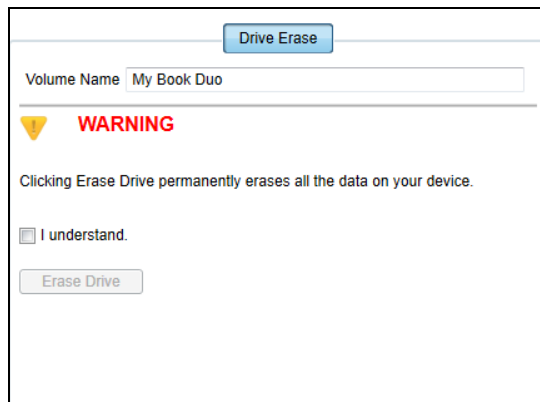 Drive Erase
Volume Name My Book Duo
WARNING
Clicking Erase Drive permanently erases all the data on your device.
I understand.
Erase Drive